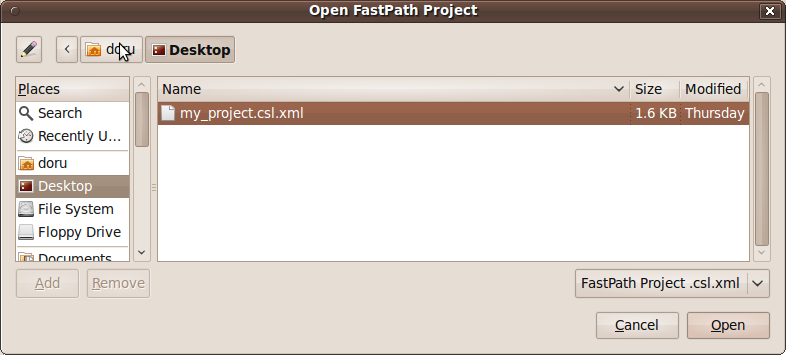 Open FastPath Project
doru Desktop
Places
Search
Recently U...
doru
Desktop
File System
Floppy Drive
Documents
Name Size Modified
my_project.csl.xml 1.6 KB Thursday
Add Remove
FastPath Project .csl.xml
Cancel Open